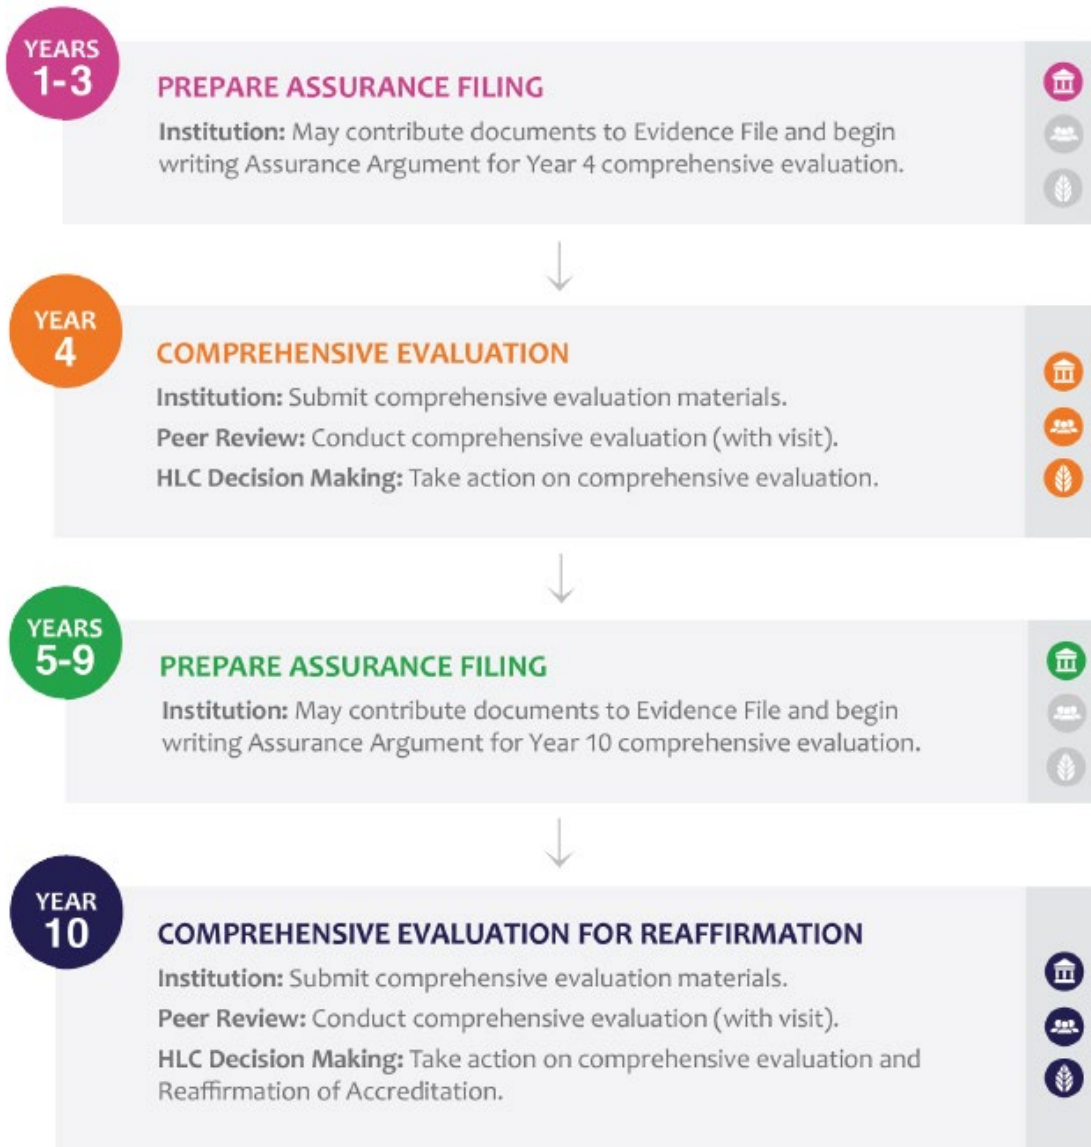 YEARS
1-3
PREPARE ASSURANCE FILING
Institution: May contribute documents to Evidence File and begin
writing Assurance Argument for Year 4 comprehensive evaluation.
YEAR
4
COMPREHENSIVE EVALUATION
Institution: Submit comprehensive evaluation materials.
Peer Review: Conduct comprehensive evaluation (with visit).
HLC Decision Making: Take action on comprehensive evaluation.
YEARS
5-9
PREPARE ASSURANCE FILING
Institution: May contribute documents to Evidence File and begin
writing Assurance Argument for Year 10 comprehensive evaluation.
YEAR
10
COMPREHENSIVE EVALUATION FOR REAFFIRMATION
Institution: Submit comprehensive evaluation materials.
Peer Review: Conduct comprehensive evaluation (with visit).
HLC Decision Making: Take action on comprehensive evaluation and
Reaffirmation of Accreditation.